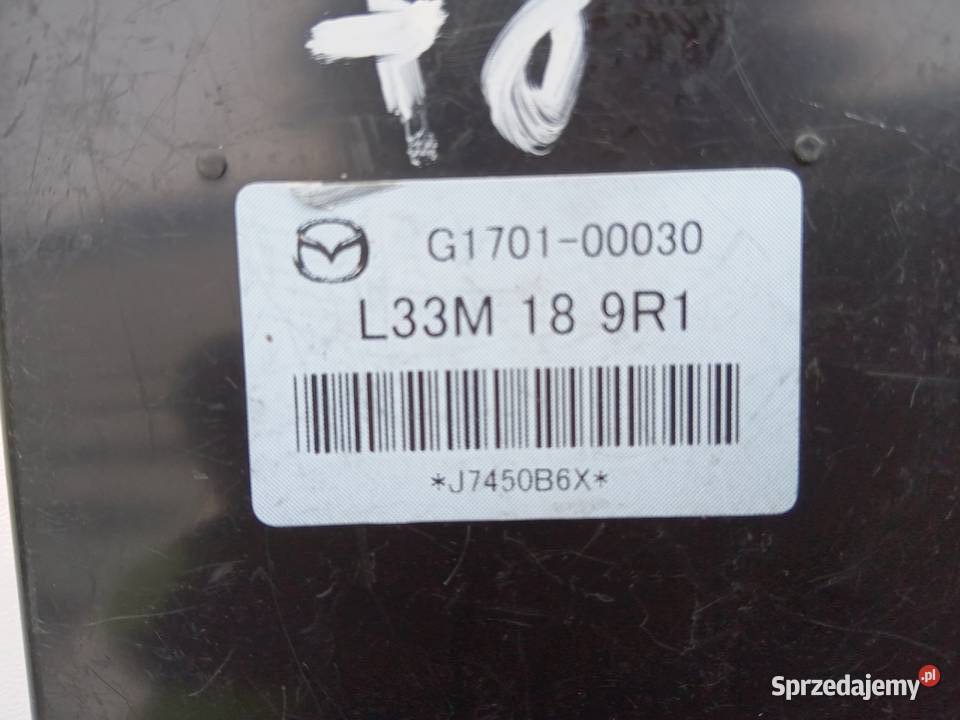 G1701-00030
L33M 18 9R1
*J7450B6X*
Sprzedajemy.pl